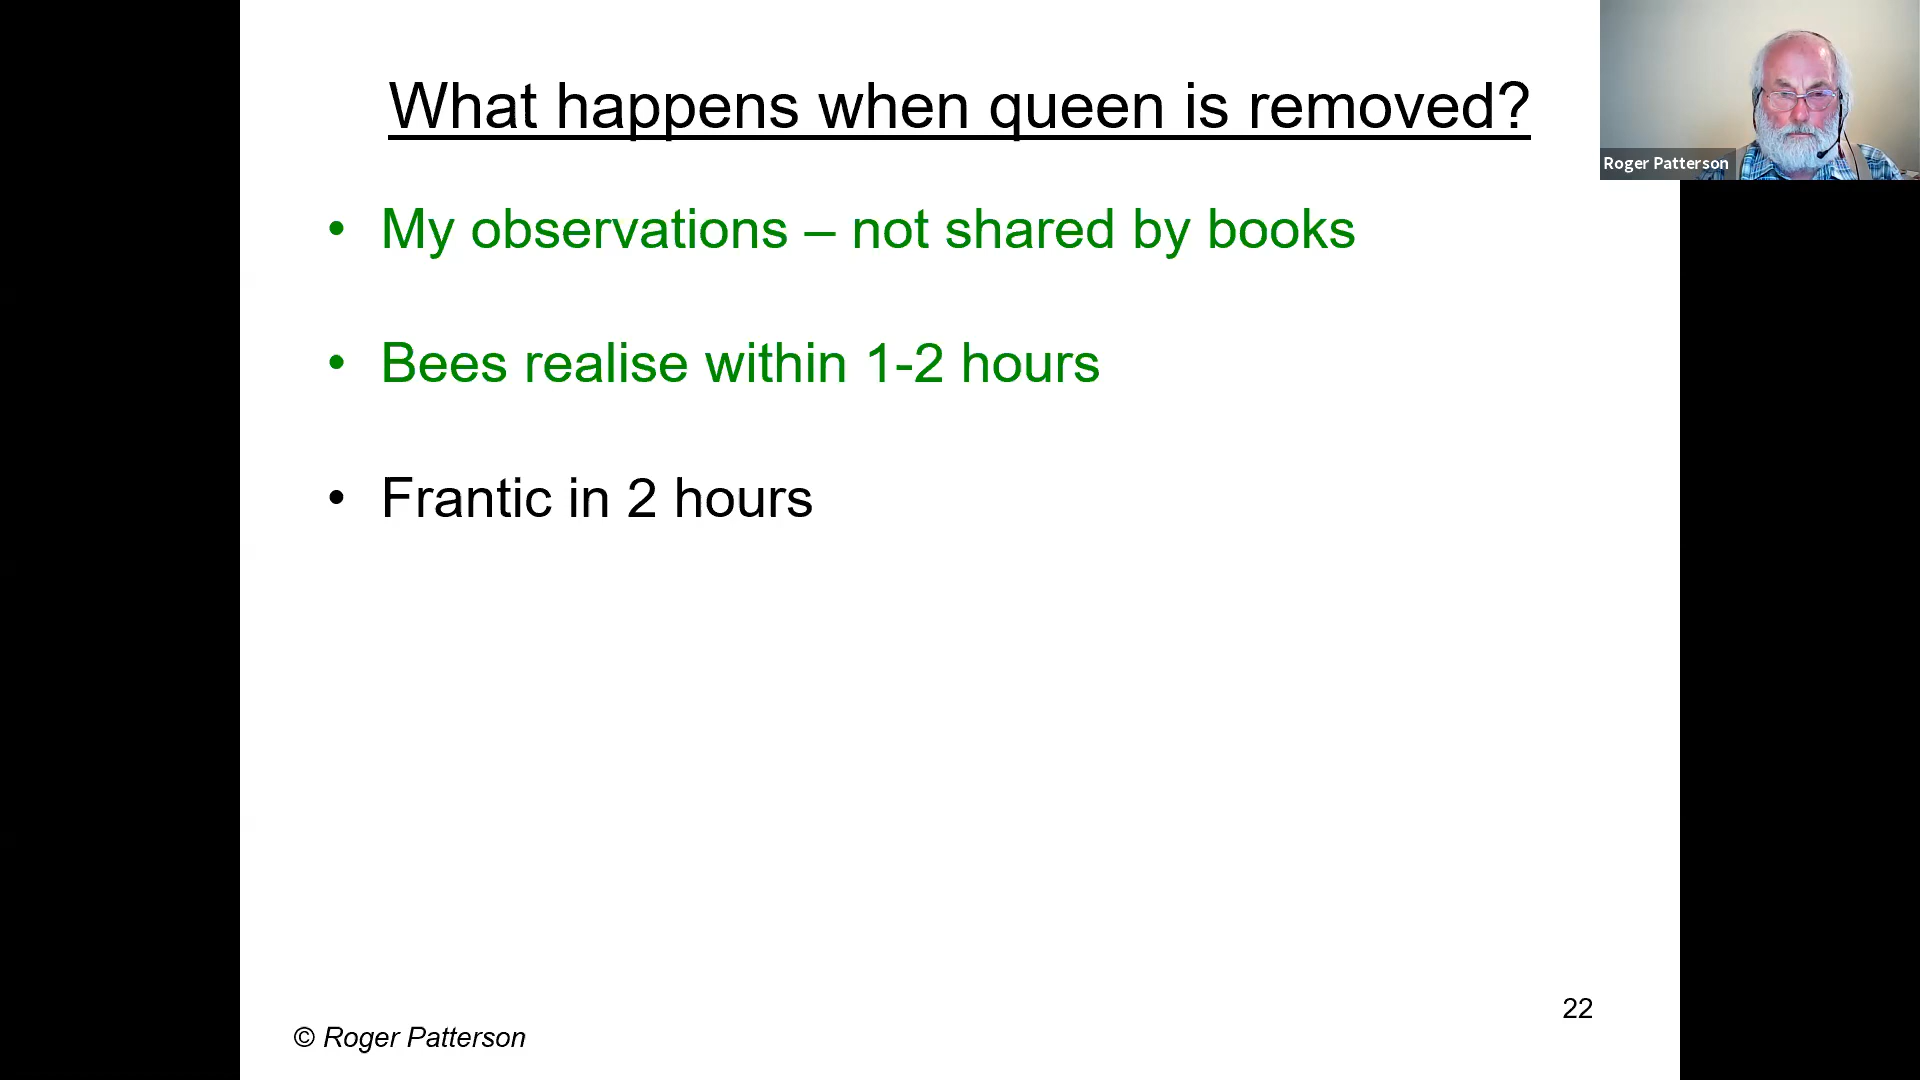 What happens when queen is removed?
Roger Patterson
• My observations – not shared by books
• Bees realise within 1-2 hours
• Frantic in 2 hours
22
© Roger Patterson